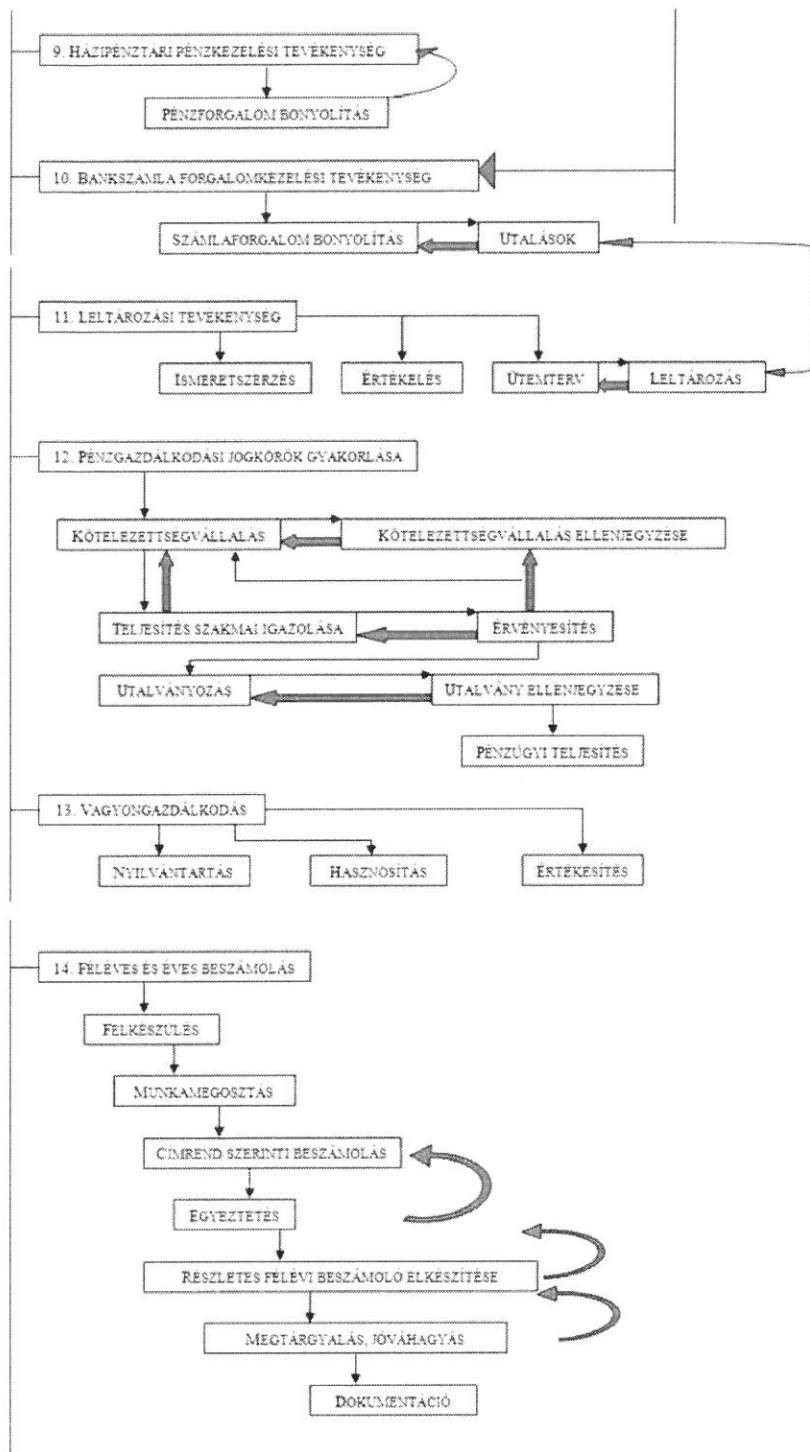 9. HÁZIPÉNZTÁRI PÉNZKEZELÉSI TEVÉKENYSÉG
PÉNZFORGALOM BONYOLÍTÁS
10. BANKSZÁMLA FORGALOMKEZELÉSI TEVÉKENYSÉG
SZÁMLAFORGALOM BONYOLÍTÁS
UTALÁSOK
11. LELTÁROZÁSI TEVÉKENYSÉG
ISMERETSZERZÉS
ÉRTÉKELÉS
ÜTEMTERV
LELTÁROZÁS
12. PÉNZGAZDÁLKODÁSI JOGKÖRÖK GYAKORLÁSA
KÖTELEZETTSÉGVÁLLALÁS
KÖTELEZETTSÉGVÁLLALÁS ELLENJEGYZÉSE
TELJESÍTÉS SZAKMAI IGAZOLÁSA
ÉRVÉNYESÍTÉS
UTALVÁNYOZÁS
UTALVÁNY ELLENJEGYZÉSE
PÉNZÜGYI TELJESÍTÉS
13. VAGYONGAZDÁLKODÁS
NYILVÁNTARTÁS
HASZNOSÍTÁS
ÉRTÉKESÍTÉS
14. FÉLÉVES ÉS ÉVES BESZÁMOLÁS
FELKÉSZÜLÉS
MUNKAMEGOSZTÁS
CÍMREND SZERINTI BESZÁMOLÁS
EGYEZTETÉS
RÉSZLETES FÉLÉVI BESZÁMOLÓ ELKÉSZÍTÉSE
MEGTÁRGYALÁS, JÓVÁHAGYÁS
DOKUMENTÁCIÓ